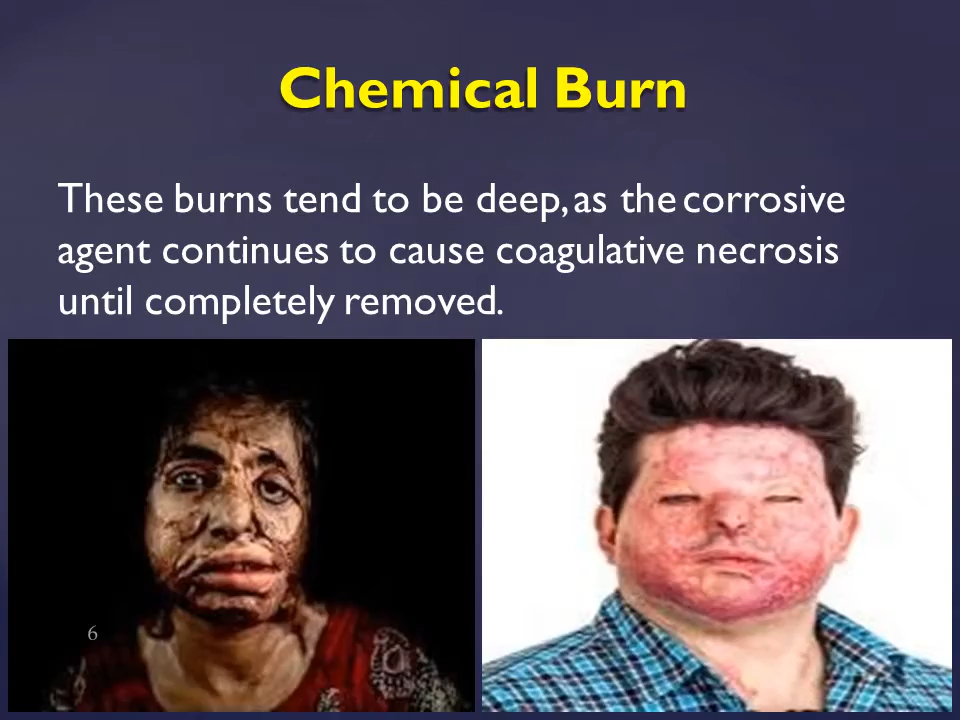 Chemical Burn
These burns tend to be deep, as the corrosive
agent continues to cause coagulative necrosis
until completely removed.
6